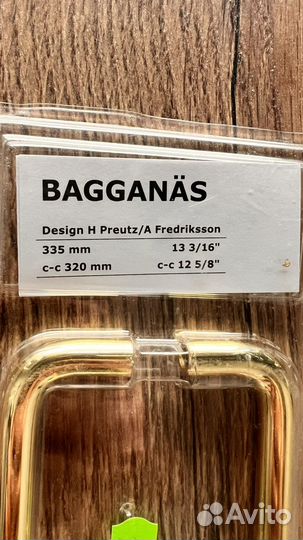 BAGGANÄS
Design H Preutz/A Fredriksson
335 mm 13 3/16"
c-c 320 mm c-c 12 5/8"
Avito